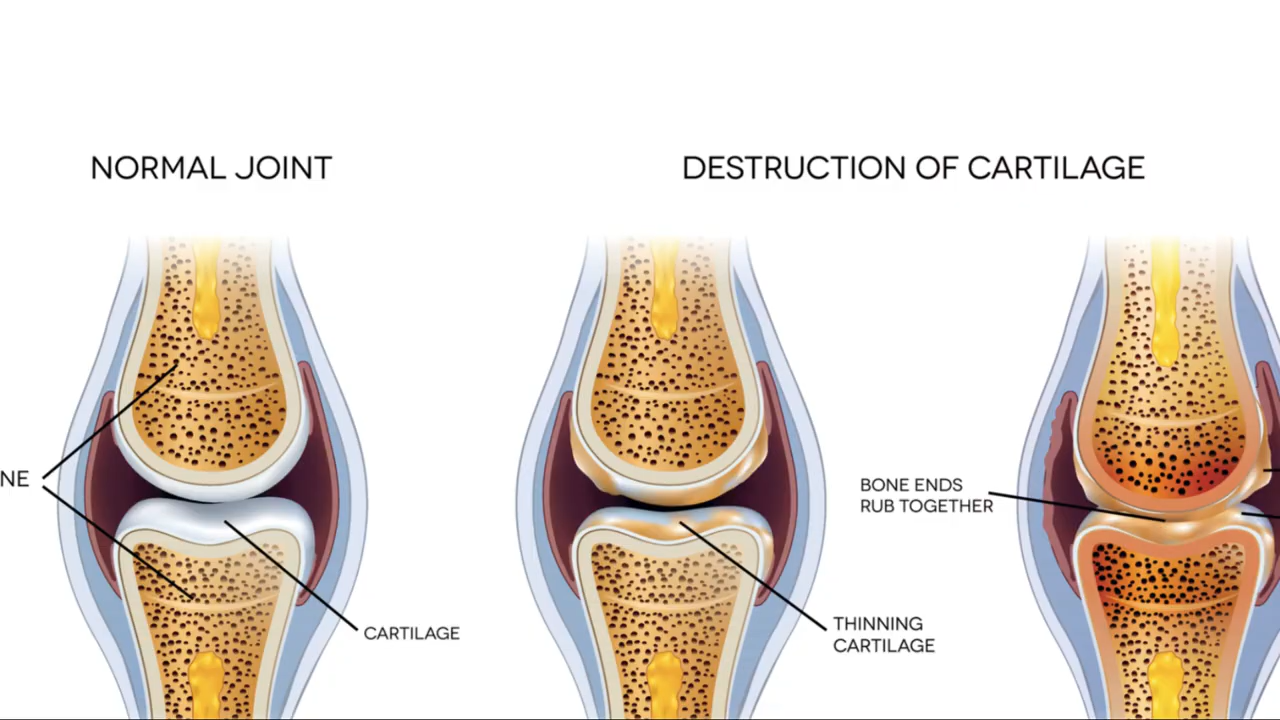 NORMAL JOINT
DESTRUCTION OF CARTILAGE
NE
BONE ENDS
RUB TOGETHER
CARTILAGE
THINNING
CARTILAGE